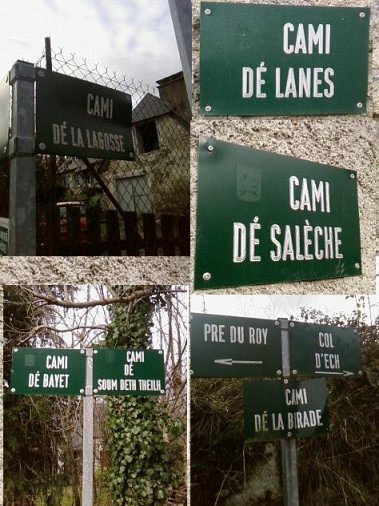 CAMI
DÉ LA LAGOSSE
CAMI
DÉ LANES
CAMI
DÉ SALÈCHE
CAMI
DÉ BAYET
CAMI
DÉ
SOUM DETH THEILH
PRE DU ROY
COL
D'ECH
CAMI
DÉ LA BIRADE